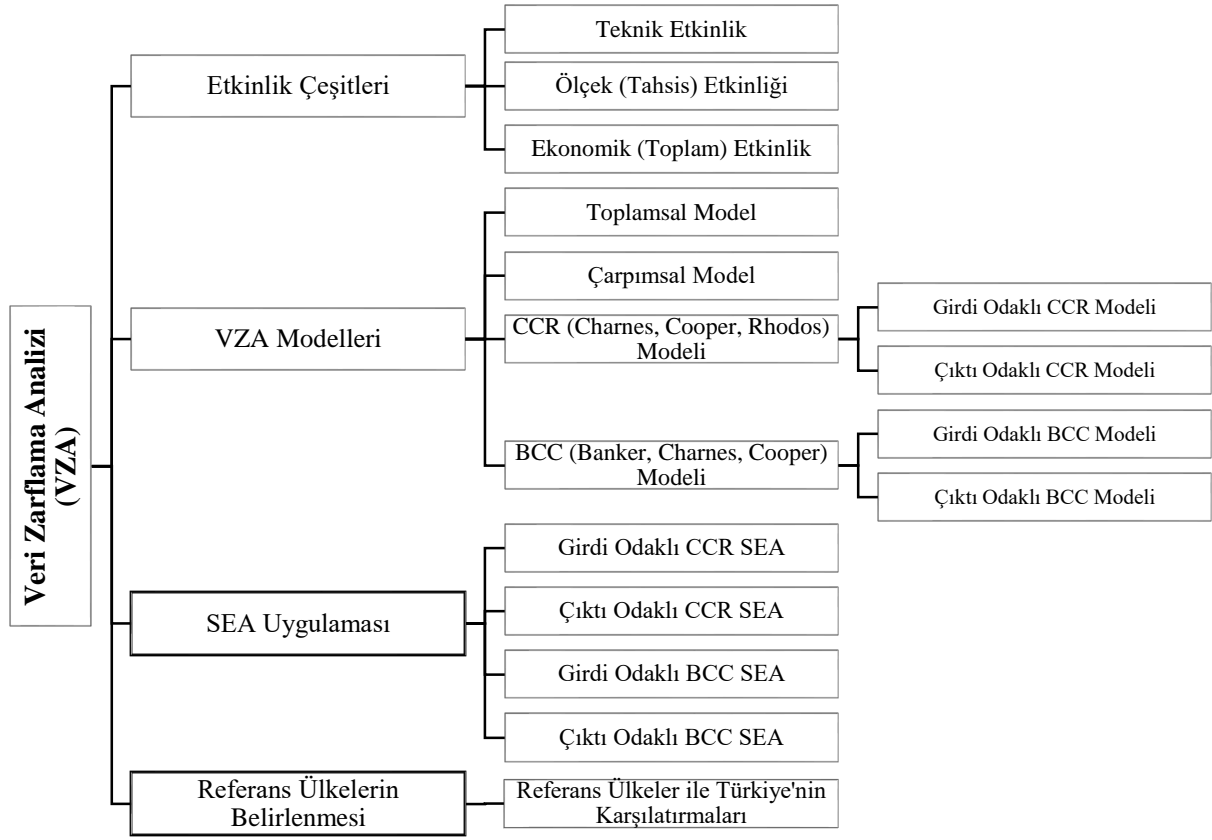 Veri Zarflama Analizi
(VZA)
Etkinlik Çeşitleri
Teknik Etkinlik
Ölçek (Tahsis) Etkinliği
Ekonomik (Toplam) Etkinlik
VZA Modelleri
Toplamsal Model
Çarpımsal Model
CCR (Charnes, Cooper, Rhodos)
Modeli
Girdi Odaklı CCR Modeli
Çıktı Odaklı CCR Modeli
BCC (Banker, Charnes, Cooper)
Modeli
Girdi Odaklı BCC Modeli
Çıktı Odaklı BCC Modeli
SEA Uygulaması
Girdi Odaklı CCR SEA
Çıktı Odaklı CCR SEA
Girdi Odaklı BCC SEA
Çıktı Odaklı BCC SEA
Referans Ülkelerin
Belirlenmesi
Referans Ülkeler ile Türkiye'nin
Karşılatırmaları